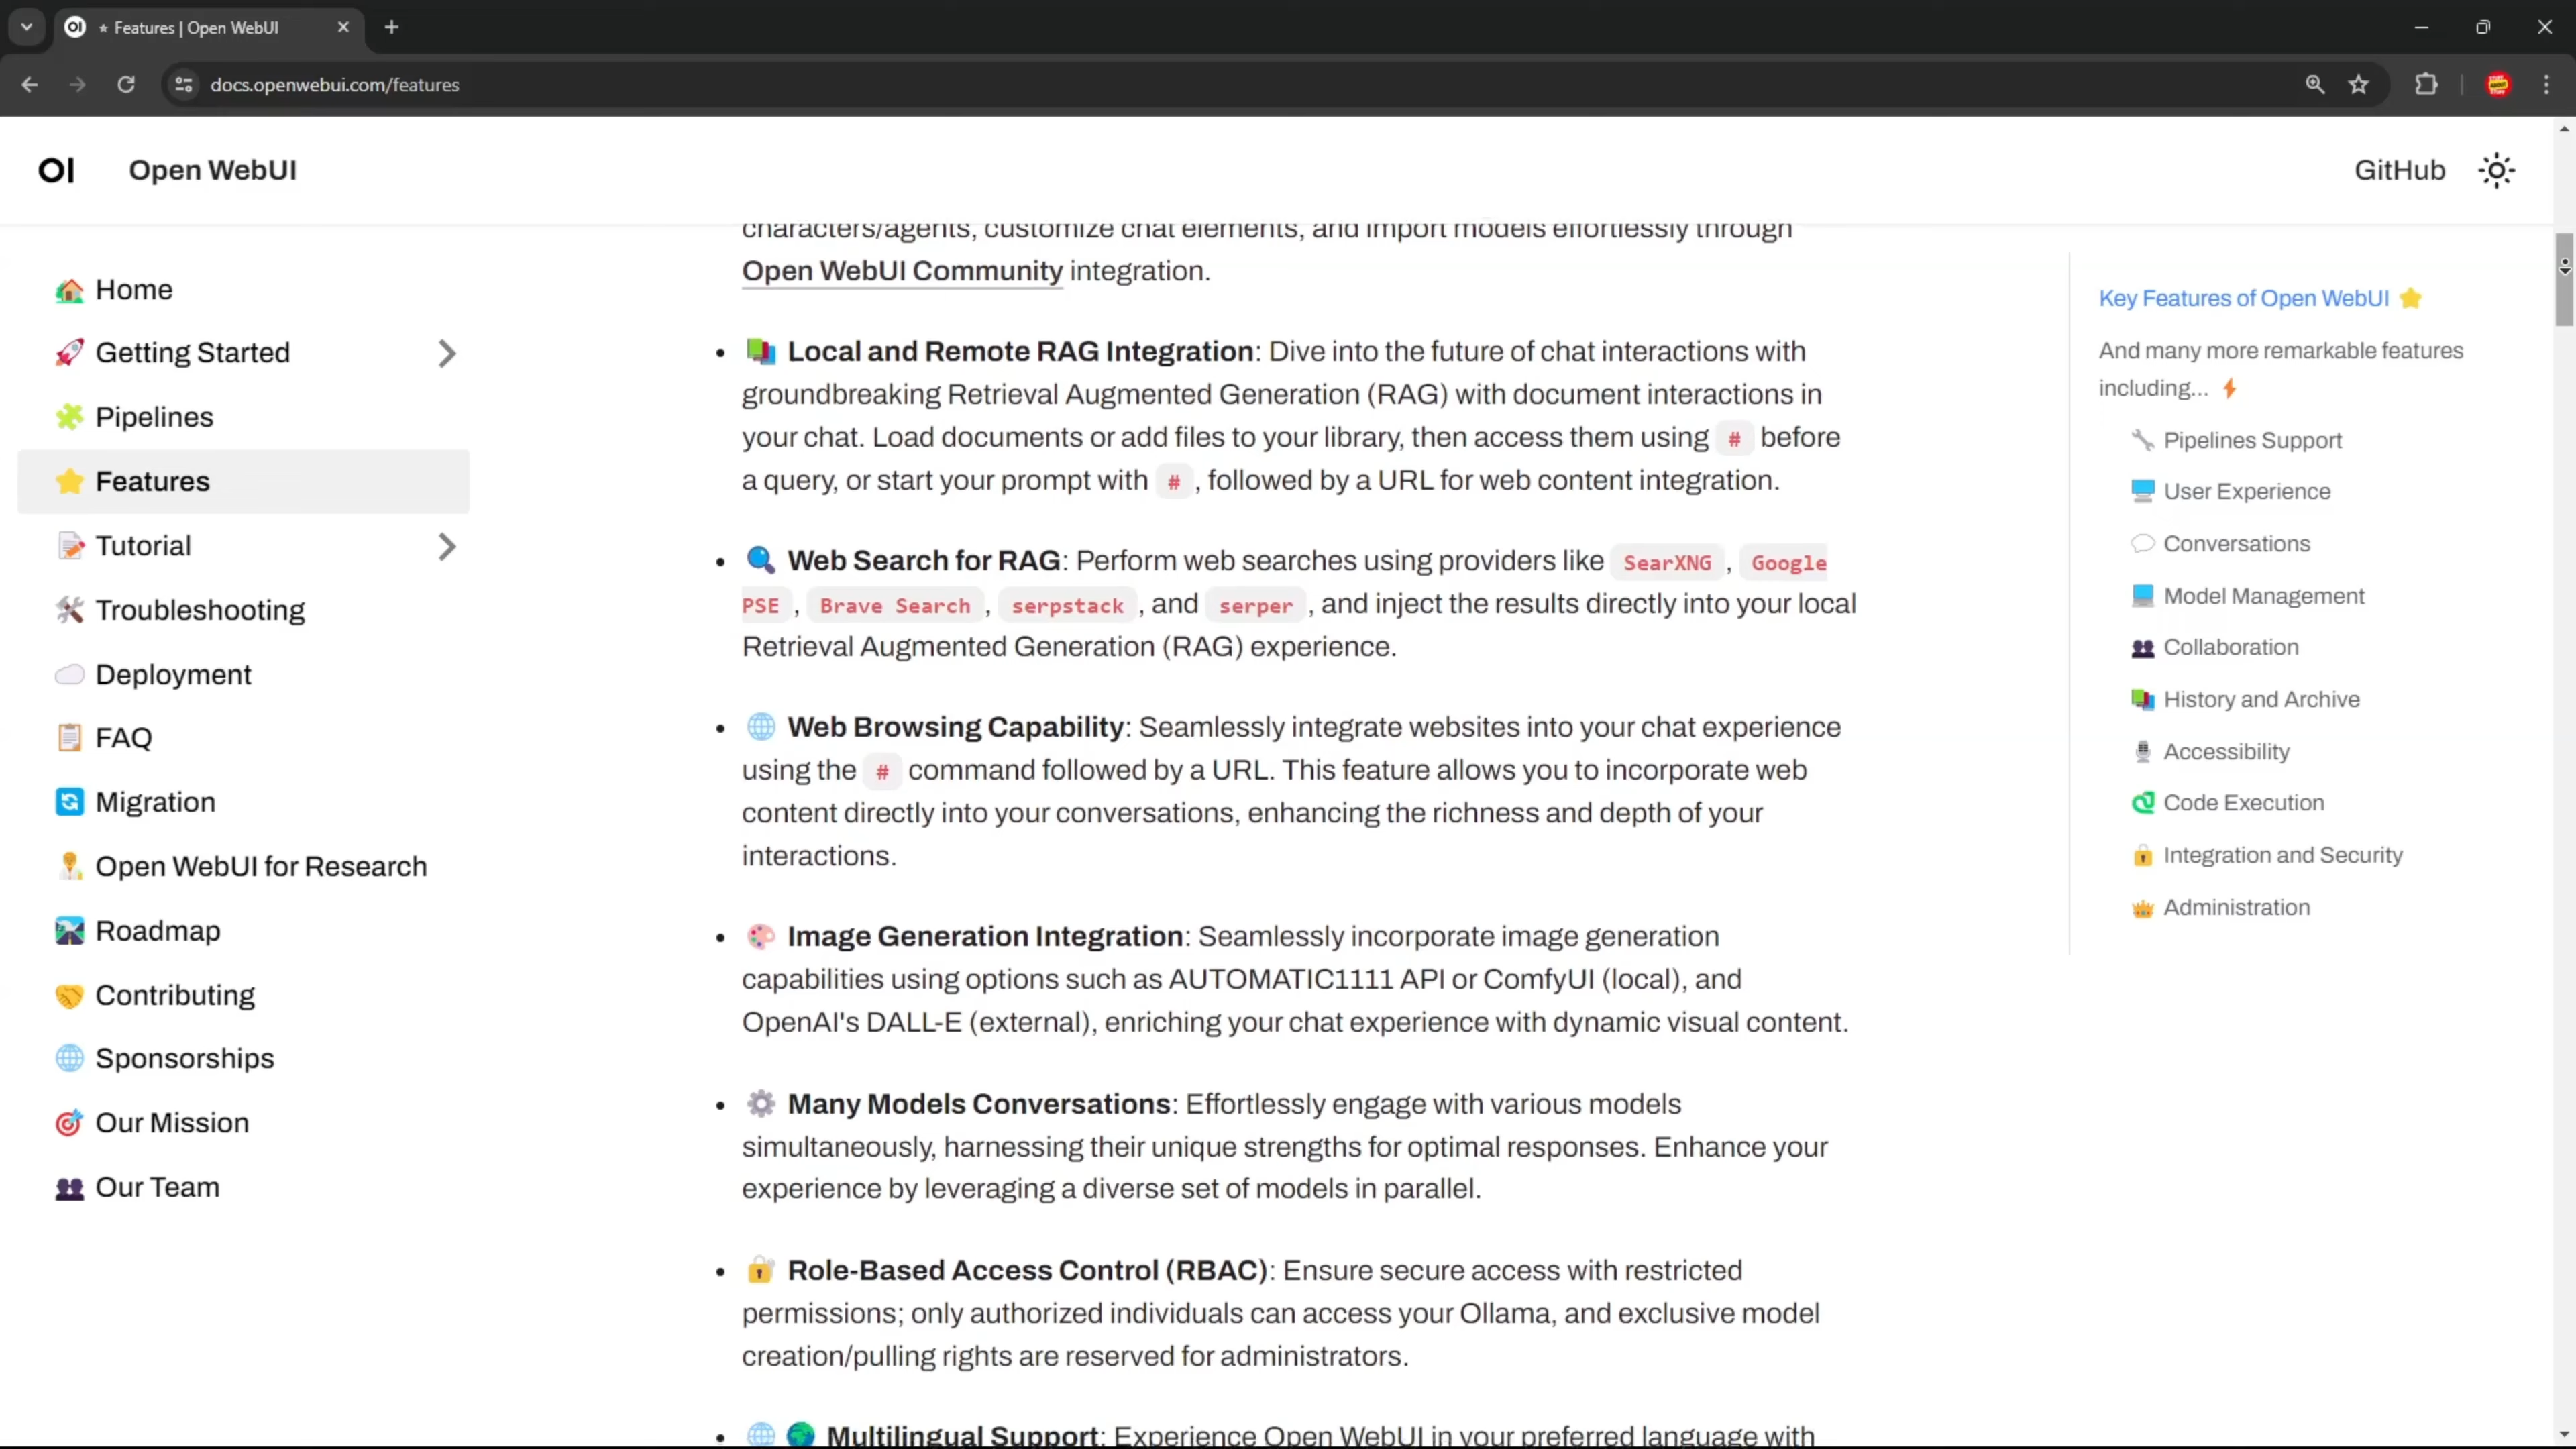 Features | Open WebUI
docs.openwebui.com/features
OI
Open WebUI
GitHub
Home
Getting Started
Pipelines
Features
Tutorial
Troubleshooting
Deployment
FAQ
Migration
Open WebUI for Research
Roadmap
Contributing
Sponsorships
Our Mission
Our Team
characters/agents, customize chat elements, and import models effortlessly through
Open WebUI Community integration.
Local and Remote RAG Integration: Dive into the future of chat interactions with
groundbreaking Retrieval Augmented Generation (RAG) with document interactions in
your chat. Load documents or add files to your library, then access them using # before
a query, or start your prompt with #, followed by a URL for web content integration.
Web Search for RAG: Perform web searches using providers like SearXNG, Google
PSE, Brave Search, serpstack, and serper, and inject the results directly into your local
Retrieval Augmented Generation (RAG) experience.
Web Browsing Capability: Seamlessly integrate websites into your chat experience
using the # command followed by a URL. This feature allows you to incorporate web
content directly into your conversations, enhancing the richness and depth of your
interactions.
Image Generation Integration: Seamlessly incorporate image generation
capabilities using options such as AUTOMATIC1111 API or ComfyUI (local), and
OpenAI's DALL-E (external), enriching your chat experience with dynamic visual content.
Many Models Conversations: Effortlessly engage with various models
simultaneously, harnessing their unique strengths for optimal responses. Enhance your
experience by leveraging a diverse set of models in parallel.
Role-Based Access Control (RBAC): Ensure secure access with restricted
permissions; only authorized individuals can access your Ollama, and exclusive model
creation/pulling rights are reserved for administrators.
Multilingual Support: Experience Open WebUI in your preferred language with
Key Features of Open WebUI
And many more remarkable features
including...
Pipelines Support
User Experience
Conversations
Model Management
Collaboration
History and Archive
Accessibility
Code Execution
Integration and Security
Administration